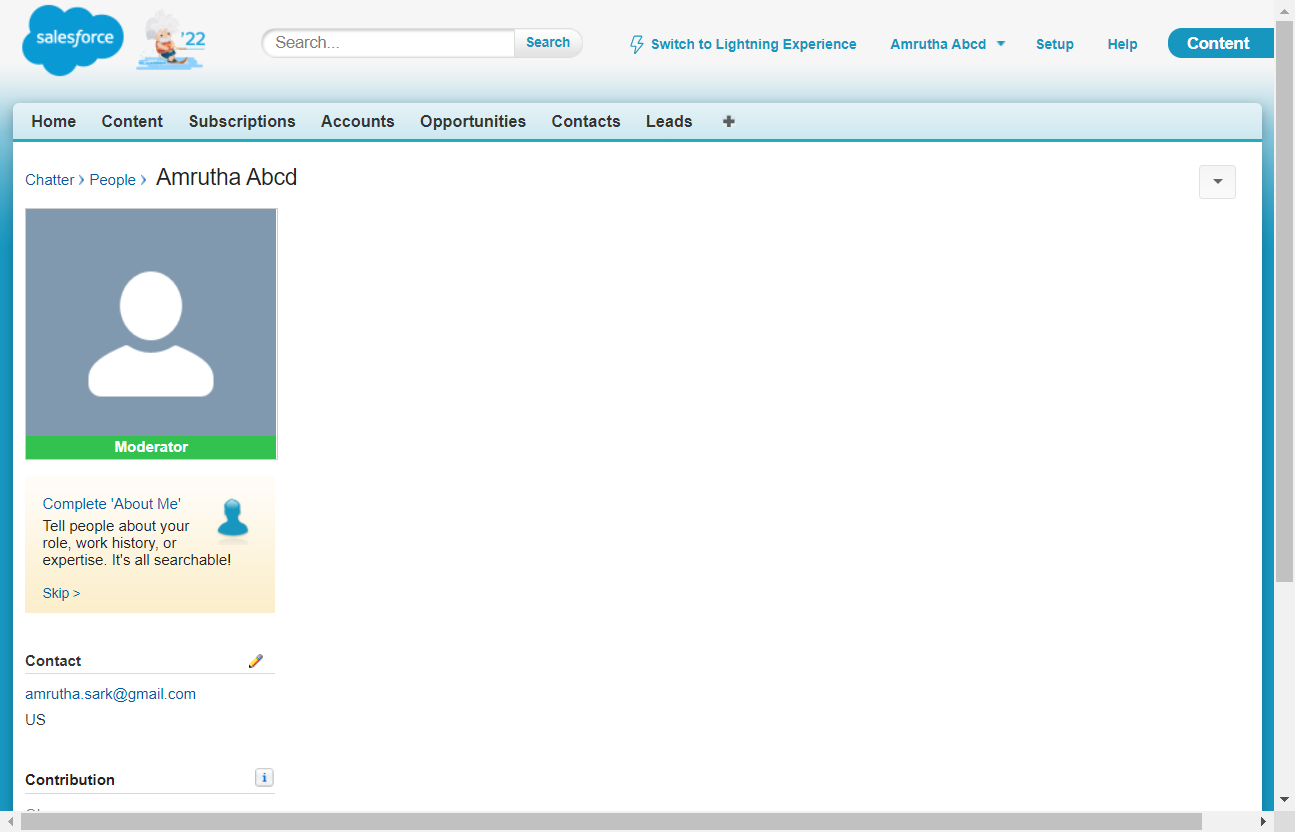 salesforce
'22
Search...
Search
Switch to Lightning Experience
Amrutha Abcd
Setup
Help
Content
Home
Content
Subscriptions
Accounts
Opportunities
Contacts
Leads
Chatter › People › Amrutha Abcd
Moderator
Complete 'About Me'
Tell people about your
role, work history, or
expertise. It's all searchable!
Skip >
Contact
amrutha.sark@gmail.com
US
Contribution